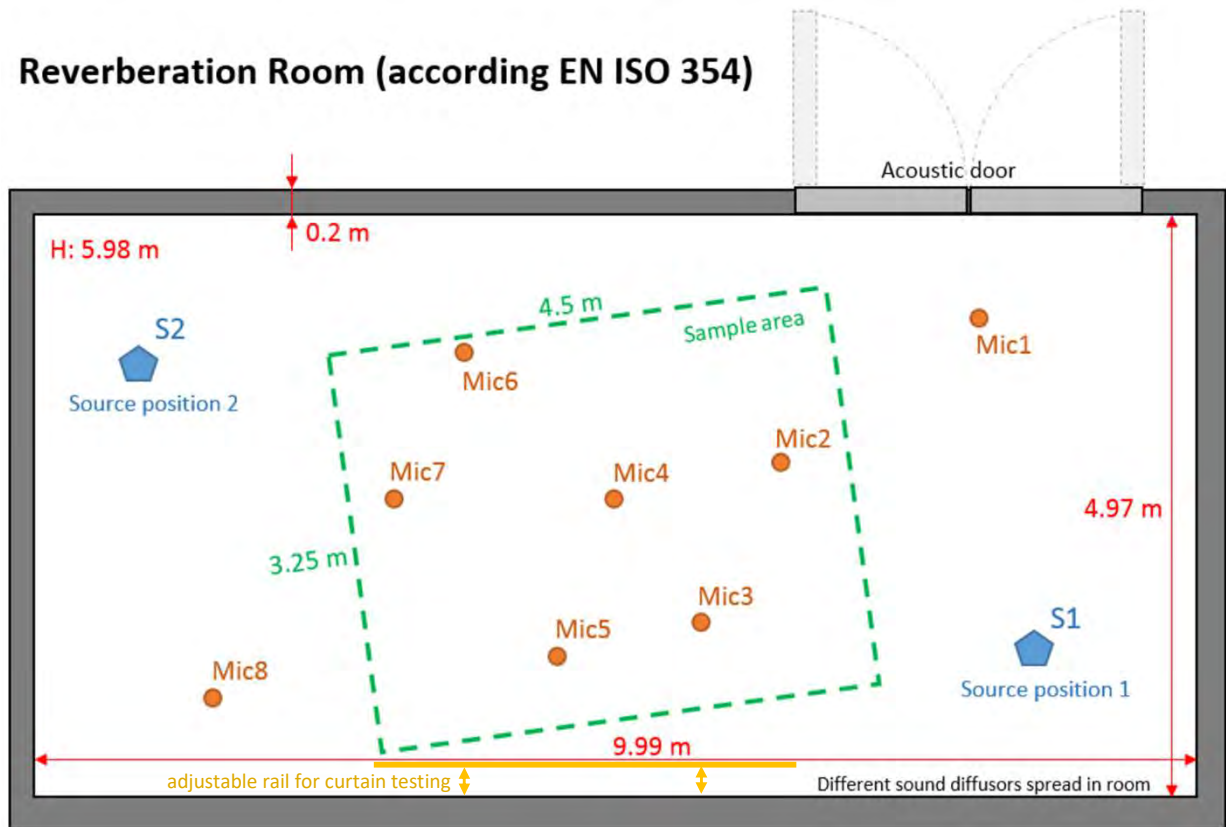 Reverberation Room (according EN ISO 354)
Acoustic door
0.2 m
H: 5.98 m
4.5 m
Sample area
S2
Source position 2
Mic1
Mic6
Mic2
Mic7
Mic4
4.97 m
3.25 m
Mic3
Mic5
S1
Source position 1
Mic8
9.99 m
adjustable rail for curtain testing
Different sound diffusors spread in room